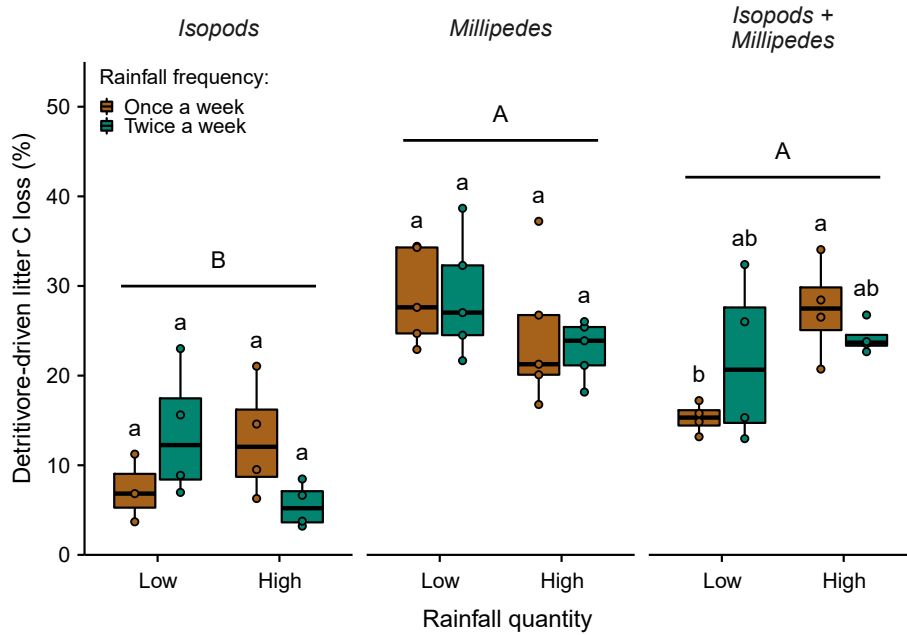 Isopods
Millipedes
Isopods +
Millipedes
Detritivore-driven litter C loss (%)
50
40
30
20
10
0
Rainfall frequency:
Once a week
Twice a week
B
a
a
a
a
A
a
a
a
a
A
b
ab
a
ab
Low
High
Low
High
Low
High
Rainfall quantity